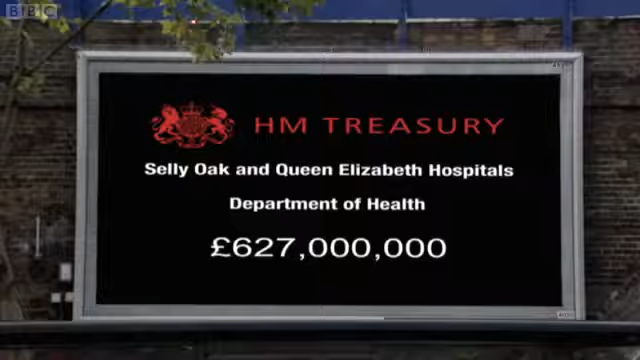 BBC
HM TREASURY
Selly Oak and Queen Elizabeth Hospitals
Department of Health
£627,000,000